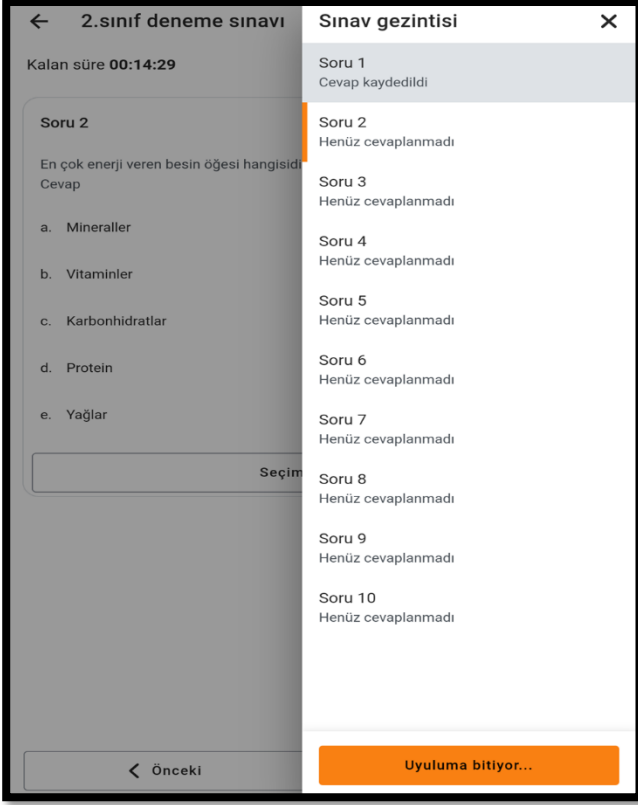 2.sınıf deneme sınavı
Kalan süre 00:14:29
Soru 2
En çok enerji veren besin öğesi
Cevap
a. Mineraller
b. Vitaminler
c. Karbonhidratlar
d. Protein
e. Yağlar
Önceki
Sınav gezintisi
Soru 1
Cevap kaydedildi
Soru 2
Henüz cevaplanmadı
Soru 3
Henüz cevaplanmadı
Soru 4
Henüz cevaplanmadı
Soru 5
Henüz cevaplanmadı
Soru 6
Henüz cevaplanmadı
Soru 7
Henüz cevaplanmadı
Soru 8
Henüz cevaplanmadı
Soru 9
Henüz cevaplanmadı
Soru 10
Henüz cevaplanmadı
Uyuluma bitiyor...